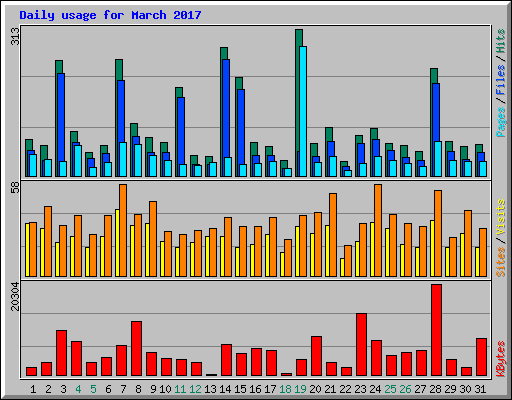 Daily usage for March 2017
313
Pages / Files / Hits
58
Sites / Visits
20304
KBytes
1 2 3 4 5 6 7 8 9 10 11 12 13 14 15 16 17 18 19 20 21 22 23 24 25 26 27 28 29 30 31